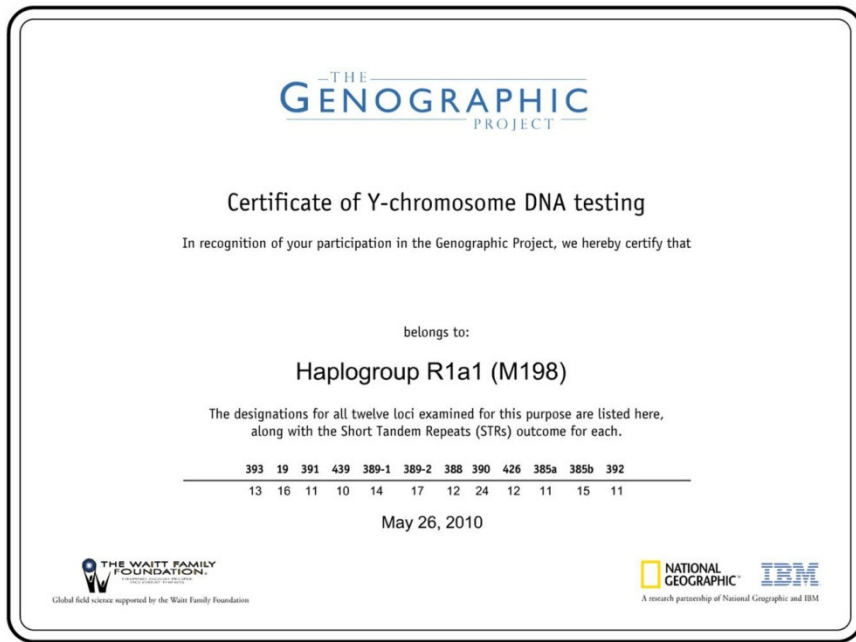 THE
GENOGRAPHIC
PROJECT
Certificate of Y-chromosome DNA testing
In recognition of your participation in the Genographic Project, we hereby certify that
belongs to:
Haplogroup R1a1 (M198)
The designations for all twelve loci examined for this purpose are listed here,
along with the Short Tandem Repeats (STRs) outcome for each.
393 19 391 439 389-1 389-2 388 390 426 385a 385b 392
13 16 11 10 14 17 12 24 12 11 15 11
May 26, 2010
THE WAITT FAMILY
FOUNDATION.
Global field science supported by the Waitt Family Foundation
NATIONAL
GEOGRAPHIC™
IBM
A research partnership of National Geographic and IBM